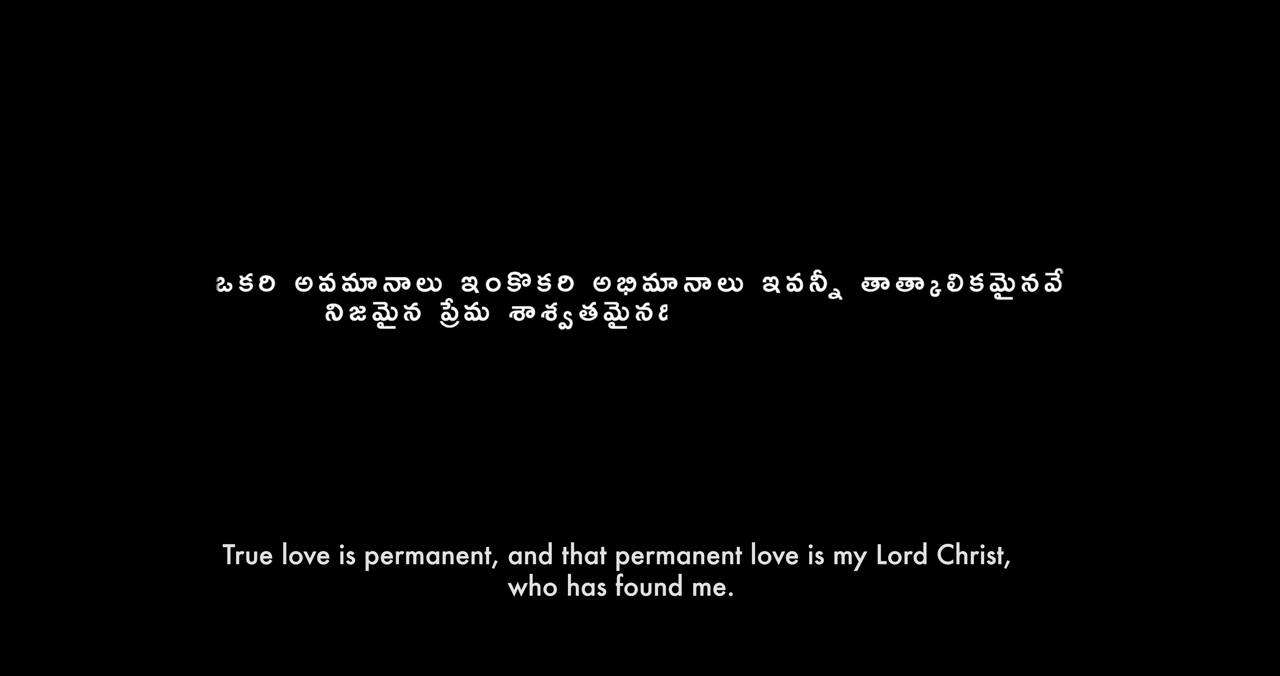 ఒకరి అవమానాలు ఇంకొకరి అభిమానాలు ఇవన్నీ తాత్కాలికమైనవే
నిజమైన ప్రేమ
True love is permanent, and that permanent love is my Lord Christ,
who has found me.